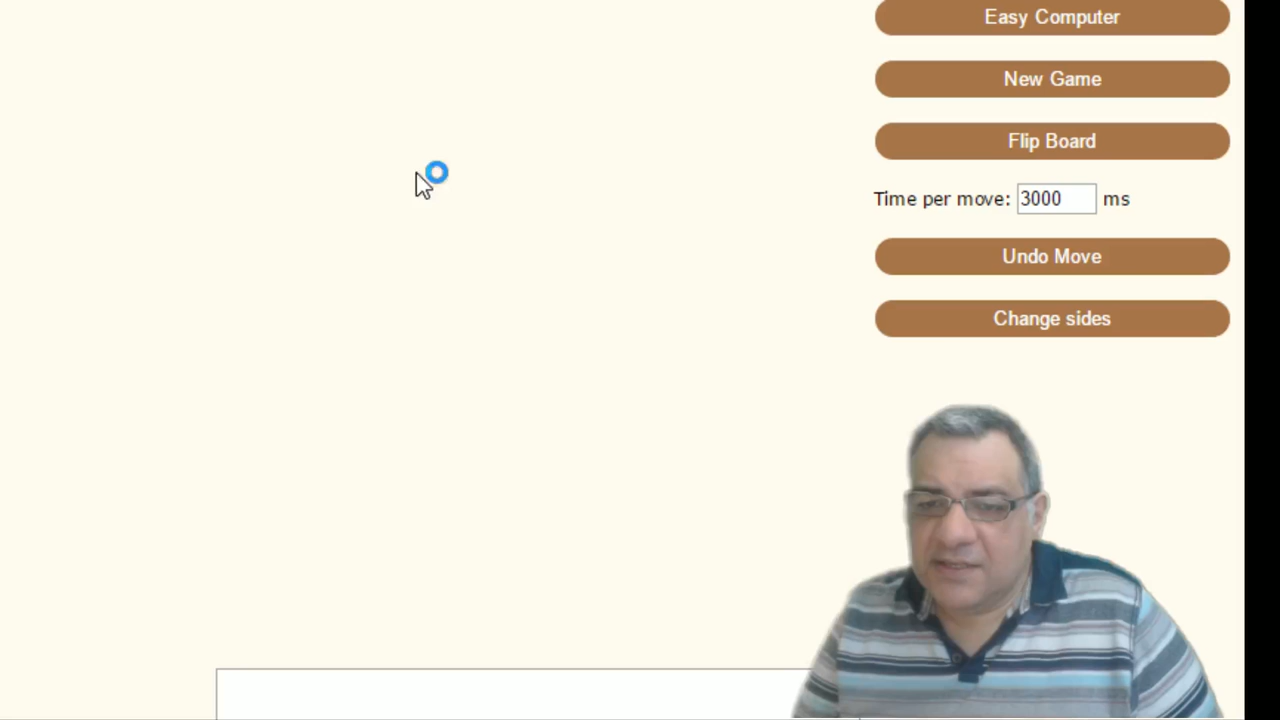 Easy Computer
New Game
Flip Board
Time per move: 3000 ms
Undo Move
Change sides